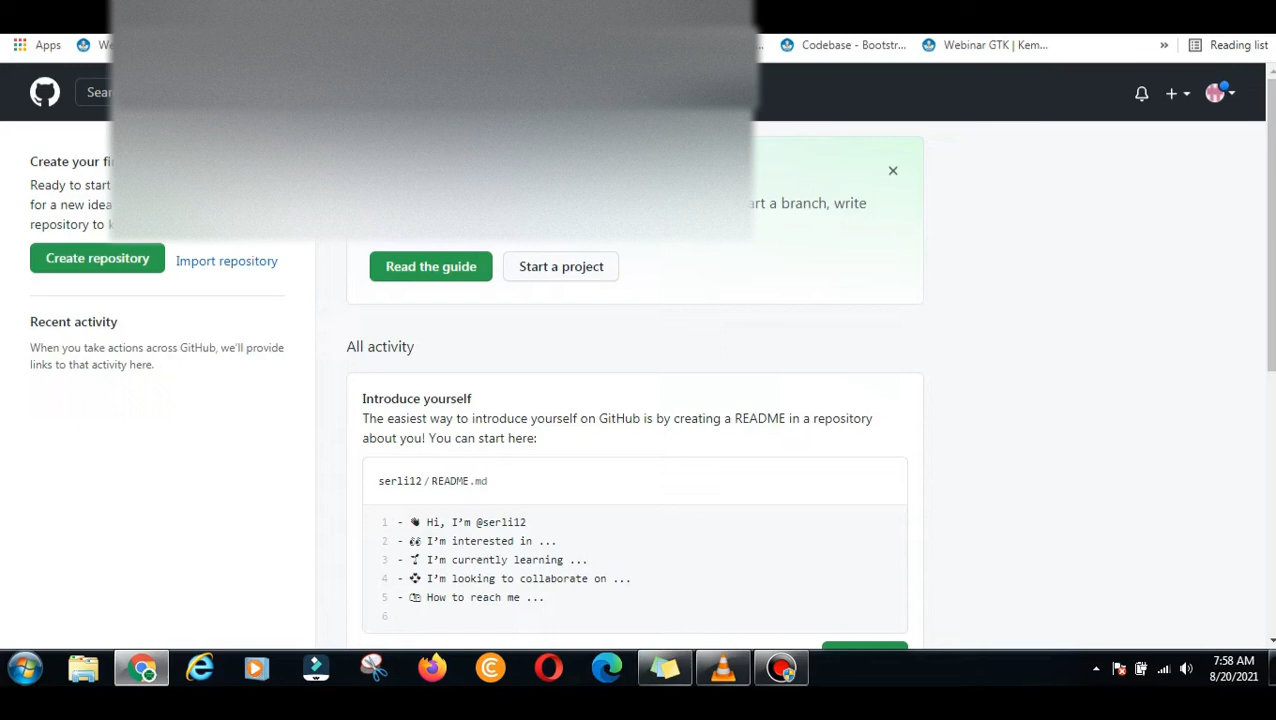 Apps
Codebase - Bootstr...
Webinar GTK | Kem...
»
Reading list
Create your
Ready to start
for a new idea
repository to
art a branch, write
Create repository
Import repository
Read the guide
Start a project
Recent activity
When you take actions across GitHub, we'll provide
links to that activity here.
All activity
Introduce yourself
The easiest way to introduce yourself on GitHub is by creating a README in a repository
about you! You can start here:
serli12 / README.md
1 - 👋 Hi, I'm @serli12
2 - 👀 I'm interested in ...
3 - 🌱 I'm currently learning ...
4 - 💞️ I'm looking to collaborate on ...
5 - 📫 How to reach me ...
6
7:58 AM
8/20/2021